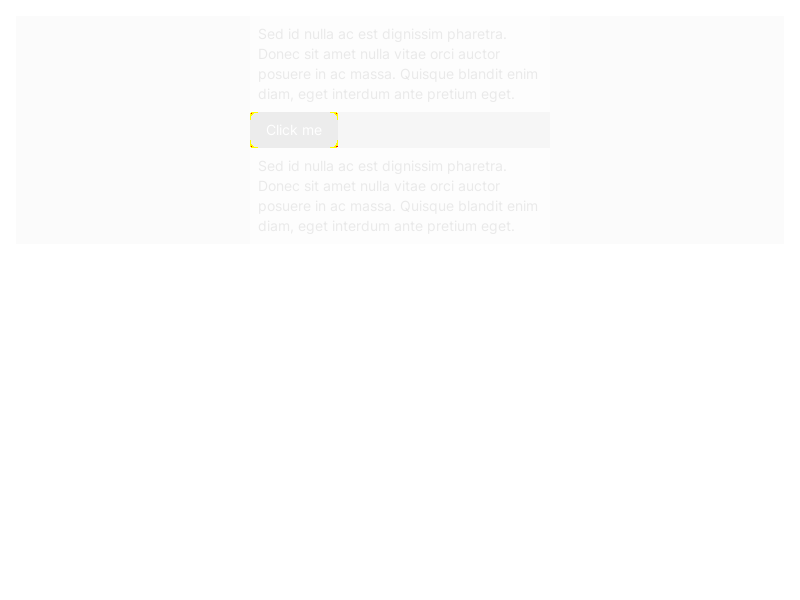 Sed id nulla ac est dignissim pharetra.
Donec sit amet nulla vitae orci auctor
posuere in ac massa. Quisque blandit enim
diam, eget interdum ante pretium eget.
Click me
Sed id nulla ac est dignissim pharetra.
Donec sit amet nulla vitae orci auctor
posuere in ac massa. Quisque blandit enim
diam, eget interdum ante pretium eget.